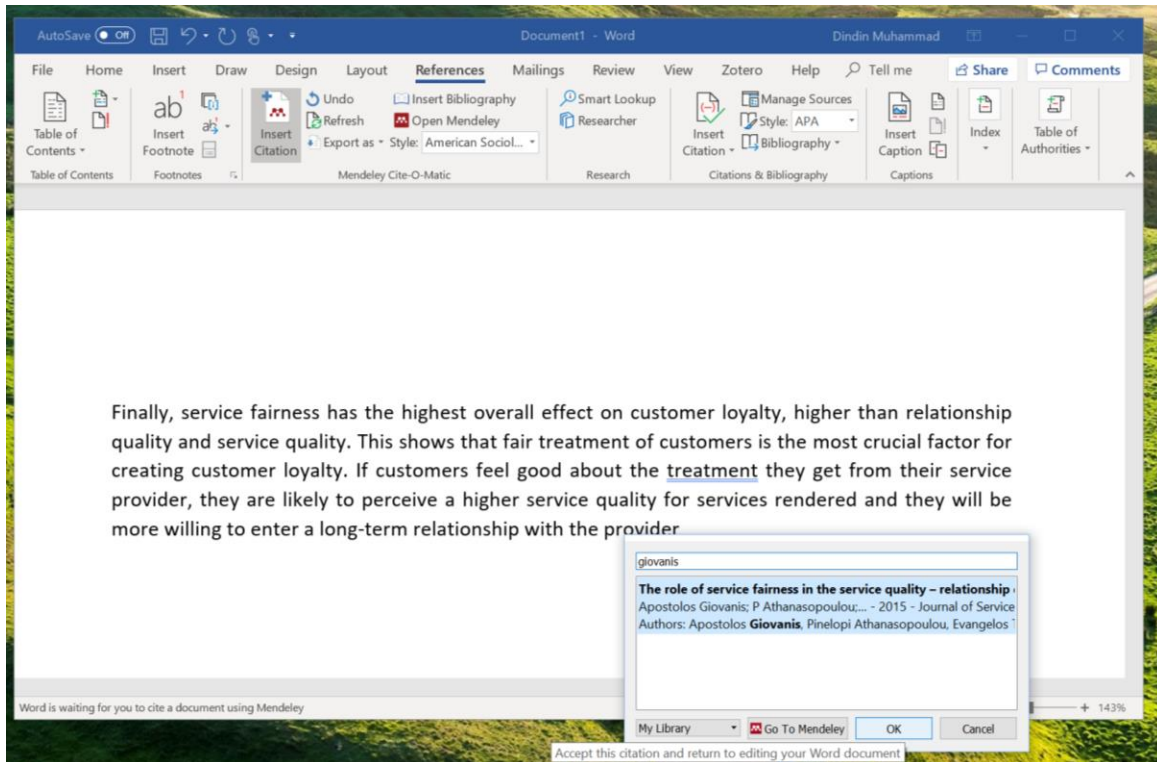 AutoSave Off Document1 - Word Dindin Muhammad
File Home Insert Draw Design Layout References Mailings Review View Zotero Help Tell me Share Comments
Table of Contents
Insert Footnote
Insert Citation
Undo Insert Bibliography
Refresh Open Mendeley
Export as Style: American Sociol...
Smart Lookup
Researcher
Insert Citation
Manage Sources
Style: APA
Bibliography
Insert Caption
Index
Table of Authorities
Table of Contents Footnotes Mendeley Cite-O-Matic Research Citations & Bibliography Captions
Finally, service fairness has the highest overall effect on customer loyalty, higher than relationship
quality and service quality. This shows that fair treatment of customers is the most crucial factor for
creating customer loyalty. If customers feel good about the treatment they get from their service
provider, they are likely to perceive a higher service quality for services rendered and they will be
more willing to enter a long-term relationship with the provider
giovanis
The role of service fairness in the service quality – relationship
Apostolos Giovanis; P Athanasopoulou;... - 2015 - Journal of Service
Authors: Apostolos Giovanis, Pinelopi Athanasopoulou, Evangelos
My Library Go To Mendeley OK Cancel
Accept this citation and return to editing your Word document
Word is waiting for you to cite a document using Mendeley 143%